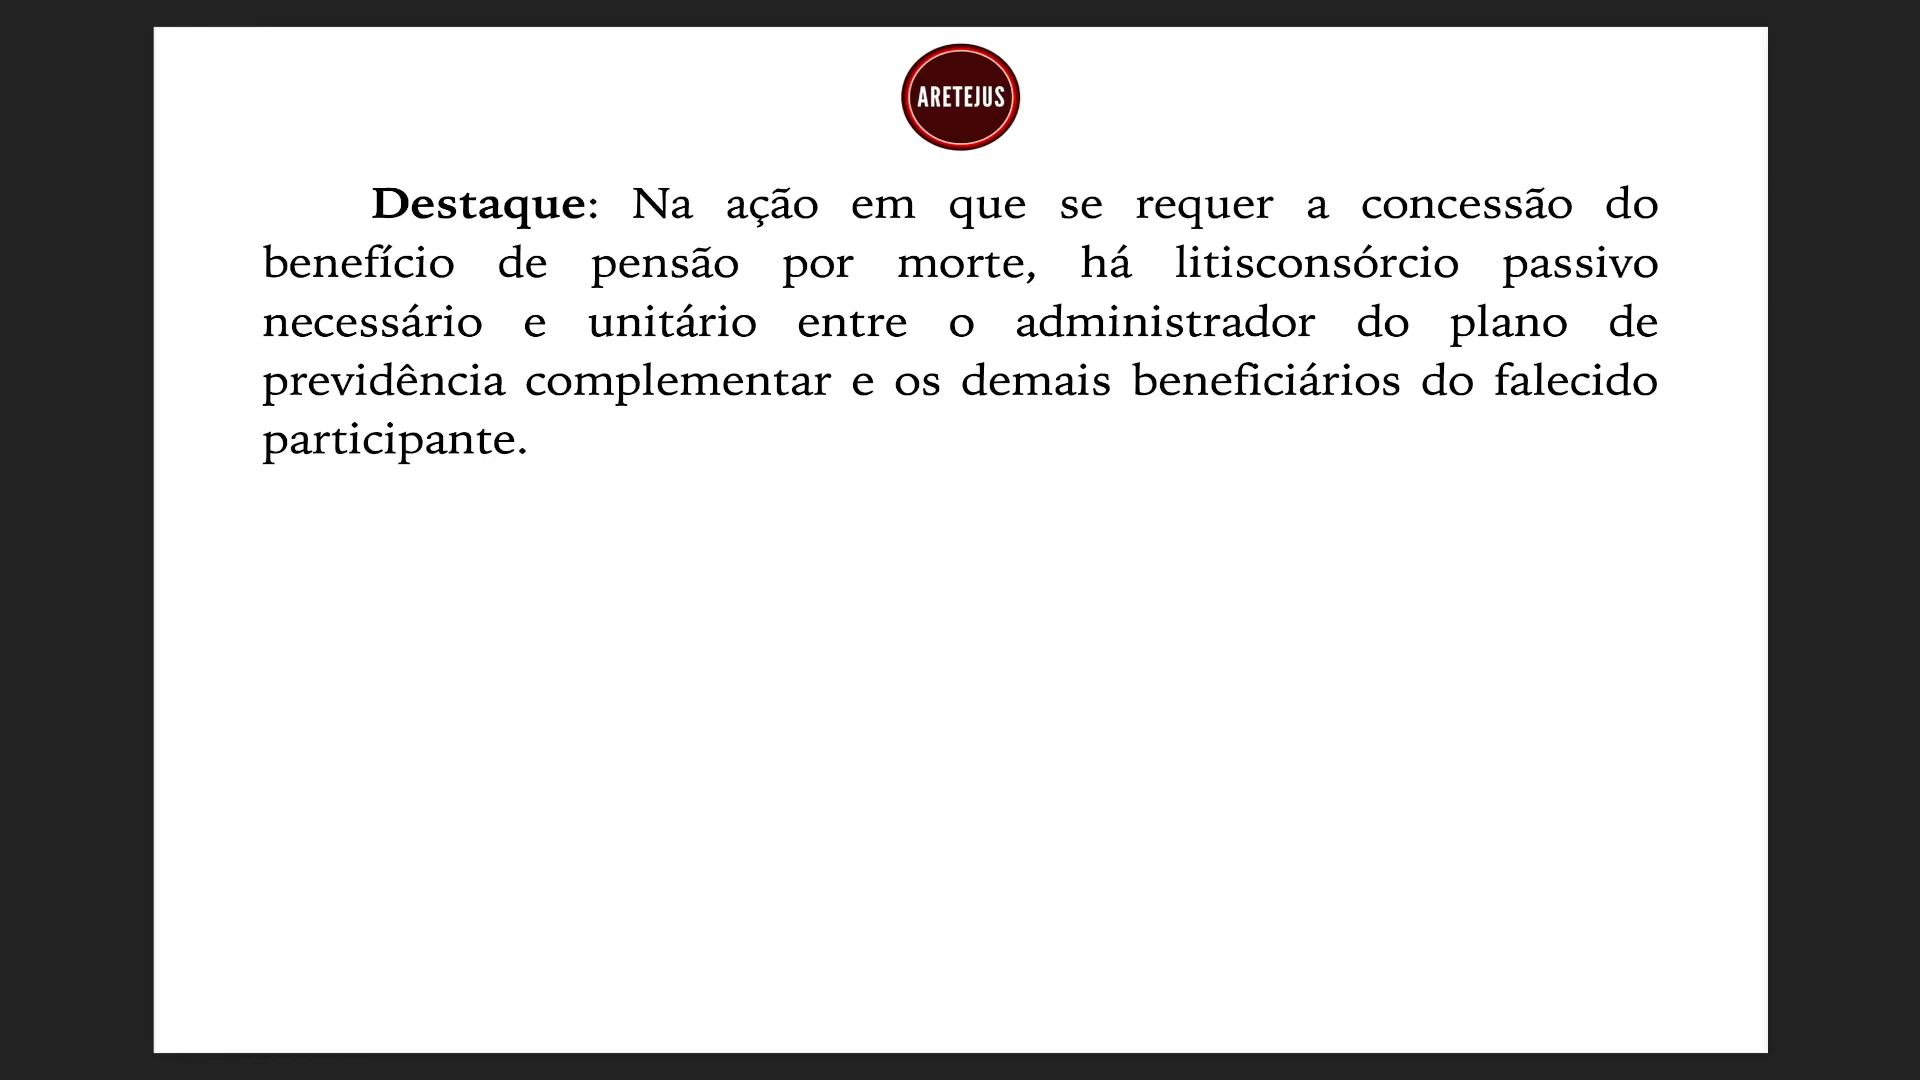 ARETEJUS
Destaque: Na ação em que se requer a concessão do
benefício de pensão por morte, há litisconsórcio passivo
necessário e unitário entre o administrador do plano de
previdência complementar e os demais beneficiários do falecido
participante.